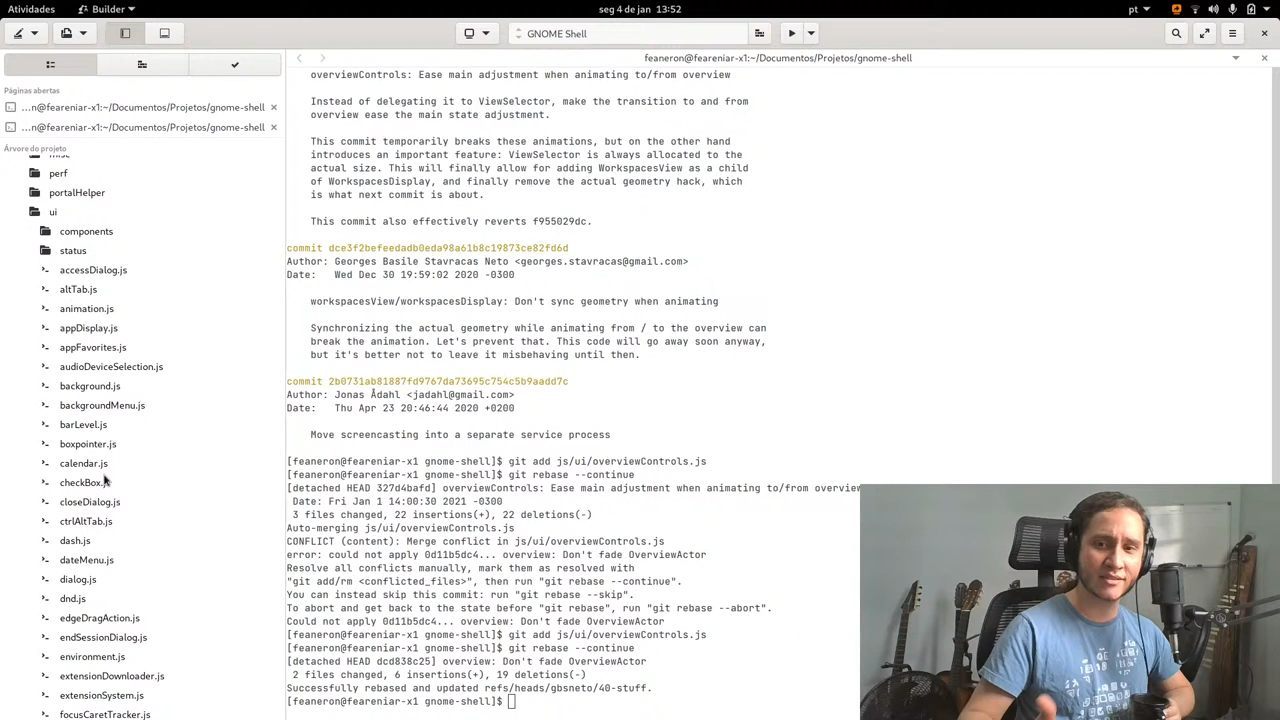 Atividades
Builder
seg 4 de jan 13:52
pt
GNOME Shell
Páginas abertas
…n@feareniar-x1:~/Documentos/Projetos/gnome-shell
…n@feareniar-x1:~/Documentos/Projetos/gnome-shell
Árvore do projeto
misc
perf
portalHelper
ui
components
status
accessDialog.js
altTab.js
animation.js
appDisplay.js
appFavorites.js
audioDeviceSelection.js
background.js
backgroundMenu.js
barLevel.js
boxpointer.js
calendar.js
checkBox.js
closeDialog.js
ctrlAltTab.js
dash.js
dateMenu.js
dialog.js
dnd.js
edgeDragAction.js
endSessionDialog.js
environment.js
extensionDownloader.js
extensionSystem.js
focusCaretTracker.js
feaneron@feareniar-x1:~/Documentos/Projetos/gnome-shell
overviewControls: Ease main adjustment when animating to/from overview
Instead of delegating it to ViewSelector, make the transition to and from
overview ease the main state adjustment.
This commit temporarily breaks these animations, but on the other hand
introduces an important feature: ViewSelector is always allocated to the
actual size. This will finally allow for adding WorkspacesView as a child
of WorkspacesDisplay, and finally remove the actual geometry hack, which
is what next commit is about.
This commit also effectively reverts f955029dc.
commit dce3f2befeedadb0eda98a61b8c19873ce82fd6d
Author: Georges Basile Stavracas Neto <georges.stavracas@gmail.com>
Date:   Wed Dec 30 19:59:02 2020 -0300
workspacesView/workspacesDisplay: Don't sync geometry when animating
Synchronizing the actual geometry while animating from / to the overview can
break the animation. Let's prevent that. This code will go away soon anyway,
but it's better not to leave it misbehaving until then.
commit 2b0731ab81887fd9767da73695c754c5b9aadd7c
Author: Jonas Ådahl <jadahl@gmail.com>
Date:   Thu Apr 23 20:46:44 2020 +0200
Move screencasting into a separate service process
[feaneron@feareniar-x1 gnome-shell]$ git add js/ui/overviewControls.js
[feaneron@feareniar-x1 gnome-shell]$ git rebase --continue
[detached HEAD 327d4bafd] overviewControls: Ease main adjustment when animating to/from overview
Date: Fri Jan 1 14:00:30 2021 -0300
3 files changed, 22 insertions(+), 22 deletions(-)
Auto-merging js/ui/overviewControls.js
CONFLICT (content): Merge conflict in js/ui/overviewControls.js
error: could not apply 0d11b5dc4... overview: Don't fade OverviewActor
Resolve all conflicts manually, mark them as resolved with
"git add/rm <conflicted_files>", then run "git rebase --continue".
You can instead skip this commit: run "git rebase --skip".
To abort and get back to the state before "git rebase", run "git rebase --abort".
Could not apply 0d11b5dc4... overview: Don't fade OverviewActor
[feaneron@feareniar-x1 gnome-shell]$ git add js/ui/overviewControls.js
[feaneron@feareniar-x1 gnome-shell]$ git rebase --continue
[detached HEAD dcd838c25] overview: Don't fade OverviewActor
2 files changed, 6 insertions(+), 19 deletions(-)
Successfully rebased and updated refs/heads/gbsneto/40-stuff.
[feaneron@feareniar-x1 gnome-shell]$